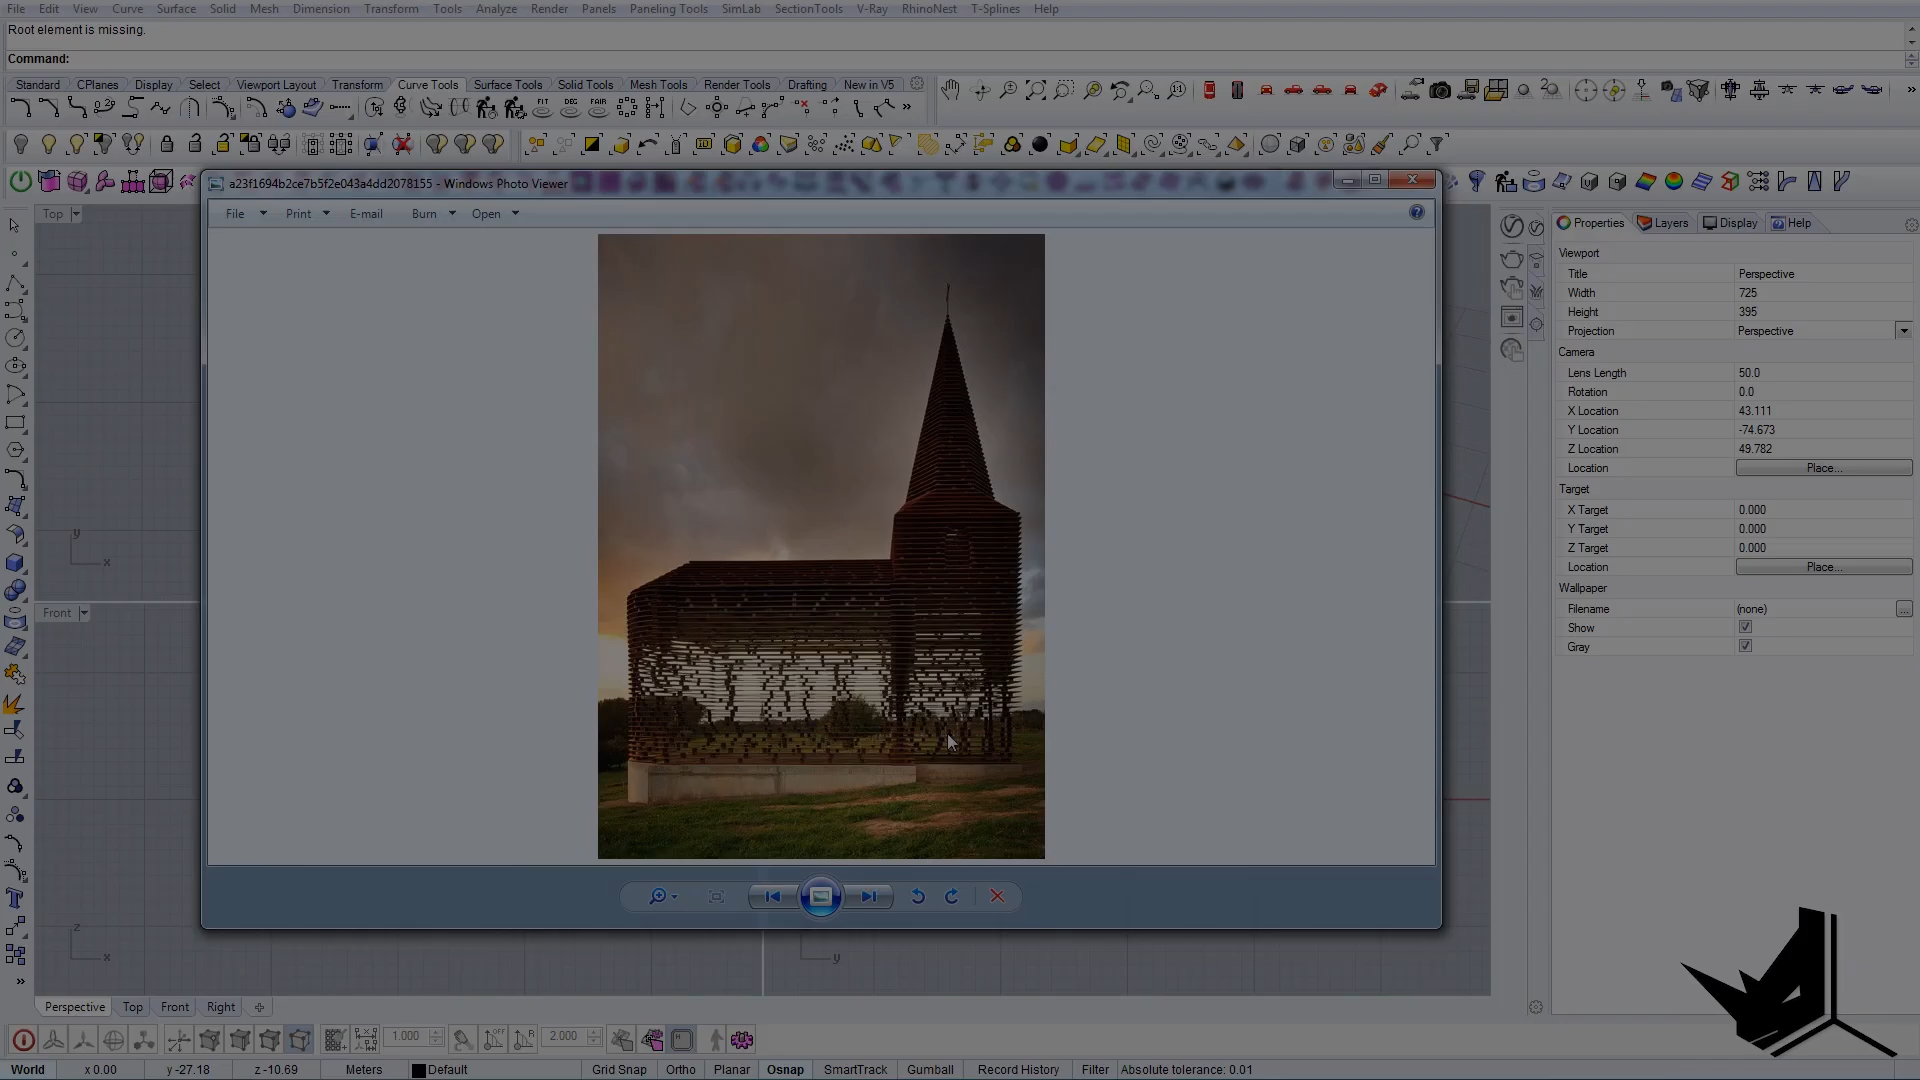 File Edit View Curve Surface Solid Mesh Dimension Transform Tools Analyze Render Panels Paneling Tools SimLab SectionTools V-Ray RhinoNest T-Splines Help
Root element is missing.
Command:
Standard CPlanes Display Select Viewport Layout Transform Curve Tools Surface Tools Solid Tools Mesh Tools Render Tools Drafting New in V5
FIT DEG FAIR
a23f1694b2ce7b5f2e043a4dd2078155 - Windows Photo Viewer
File Print E-mail Burn Open
Top
Front
Properties Layers Display Help
Viewport
Title Perspective
Width 725
Height 395
Projection Perspective
Camera
Lens Length 50.0
Rotation 0.0
X Location 43.111
Y Location -74.673
Z Location 49.782
Location Place...
Target
X Target 0.000
Y Target 0.000
Z Target 0.000
Location Place...
Wallpaper
Filename (none) ...
Show
Gray
y
x
z
x
y
Perspective Top Front Right
1.000 OFF R 2.000 H
World x 0.00 y -27.18 z -10.69 Meters Default Grid Snap Ortho Planar Osnap SmartTrack Gumball Record History Filter Absolute tolerance: 0.01